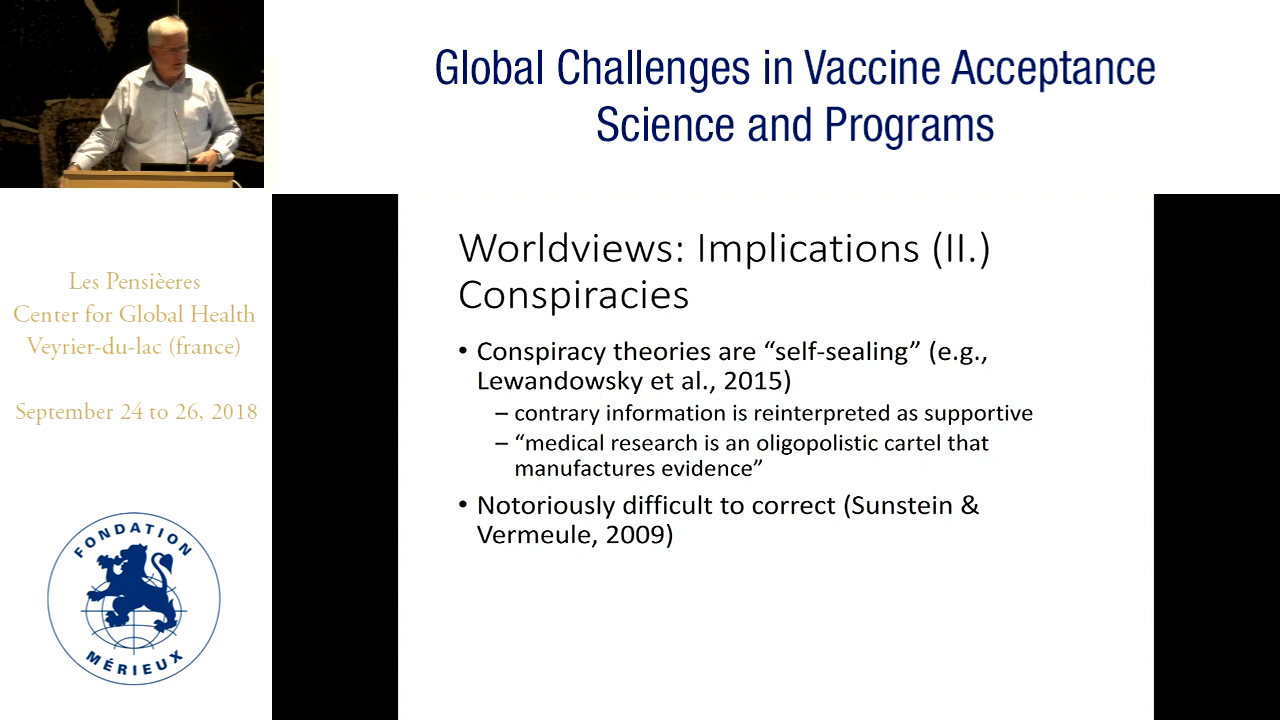 Global Challenges in Vaccine Acceptance
Science and Programs
Les Pensièeres
Center for Global Health
Veyrier-du-lac (france)
September 24 to 26, 2018
FONDATION
MÉRIEUX
Worldviews: Implications (II.)
Conspiracies
• Conspiracy theories are “self-sealing” (e.g.,
Lewandowsky et al., 2015)
– contrary information is reinterpreted as supportive
– “medical research is an oligopolistic cartel that
manufactures evidence”
• Notoriously difficult to correct (Sunstein &
Vermeule, 2009)